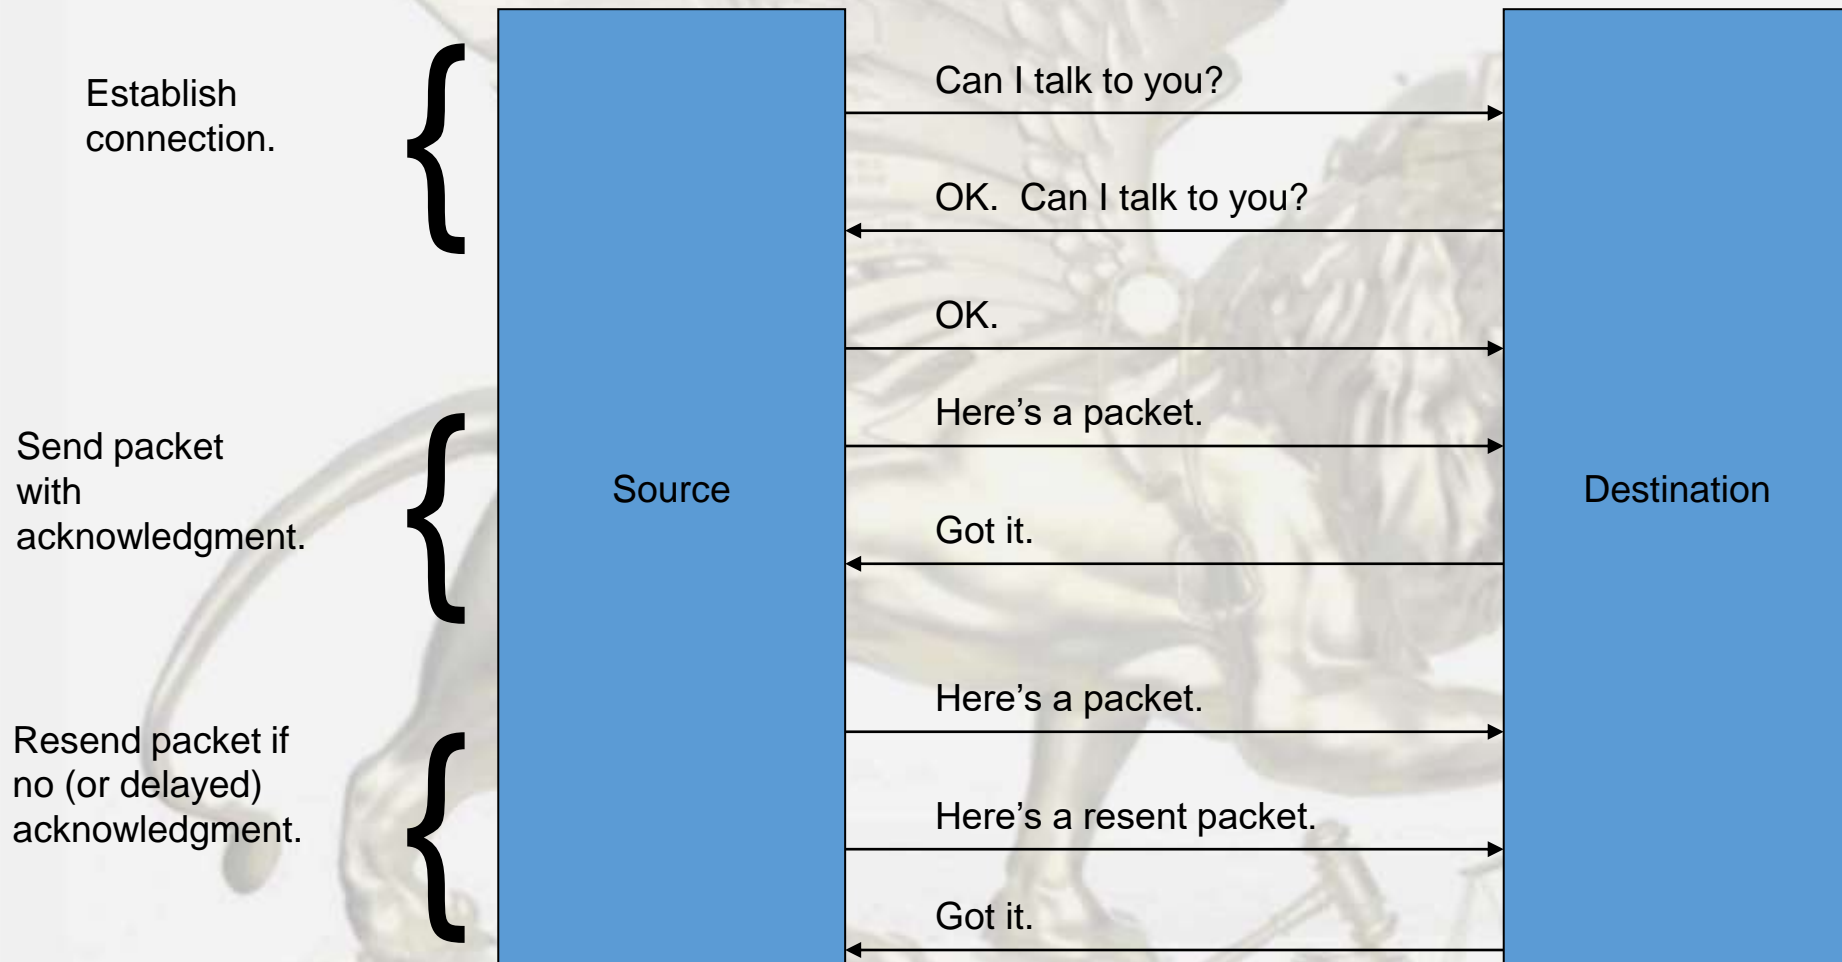 Establish
connection.
Can I talk to you?
OK.  Can I talk to you?
OK.
Send packet
with
acknowledgment.
Here’s a packet.
Got it.
Source
Destination
Resend packet if
no (or delayed)
acknowledgment.
Here’s a packet.
Here’s a resent packet.
Got it.